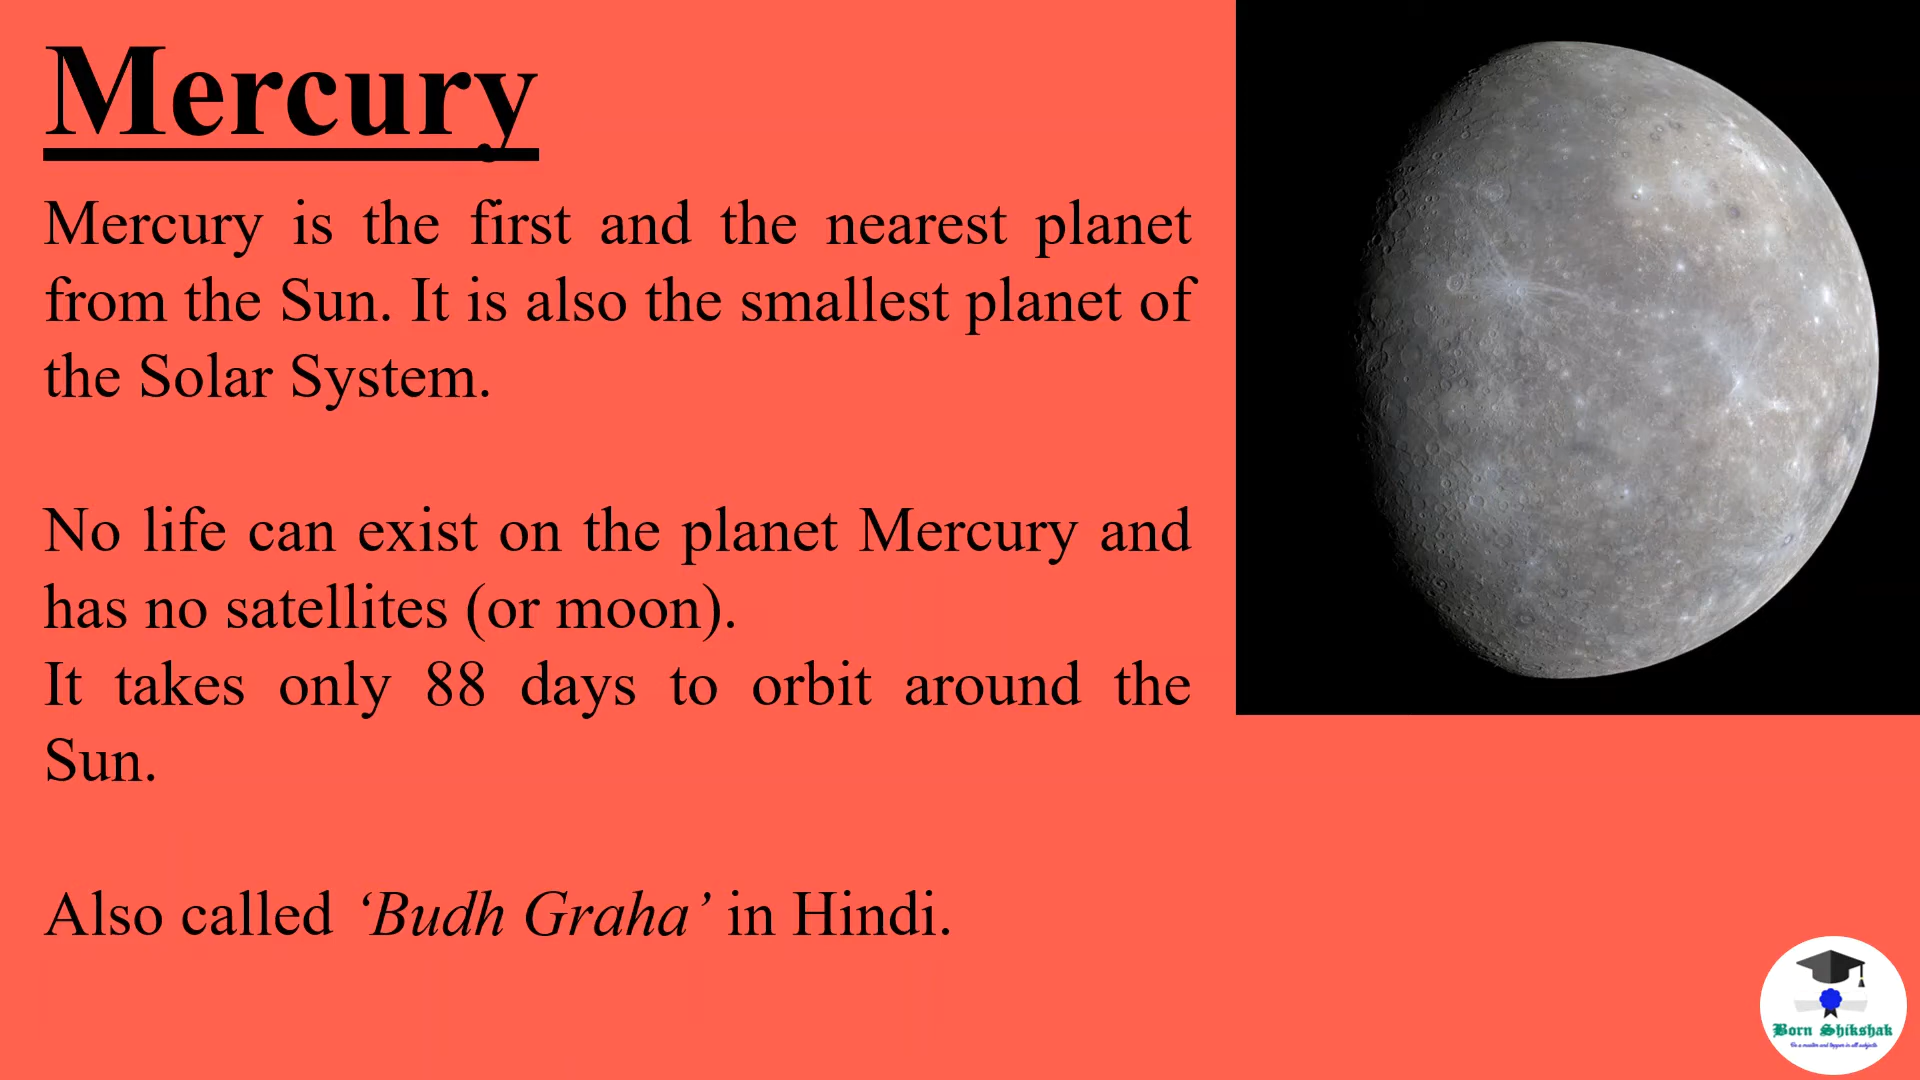 Mercury
Mercury is the first and the nearest planet
from the Sun. It is also the smallest planet of
the Solar System.
No life can exist on the planet Mercury and
has no satellites (or moon).
It takes only 88 days to orbit around the
Sun.
Also called ‘Budh Graha’ in Hindi.
Born Shikshak